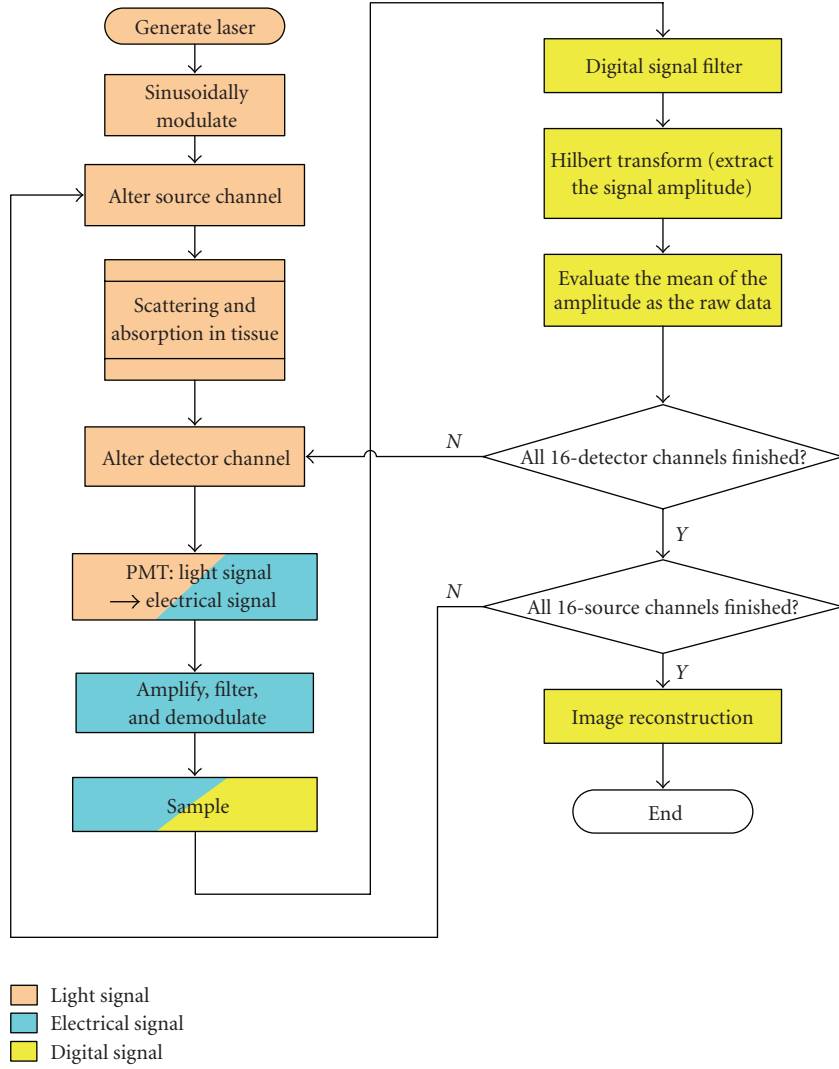 Generate laser
Sinusoidally
modulate
Alter source channel
Scattering and
absorption in tissue
Alter detector channel
PMT: light signal
→ electrical signal
Amplify, filter,
and demodulate
Sample
Digital signal filter
Hilbert transform (extract
the signal amplitude)
Evaluate the mean of the
amplitude as the raw data
All 16-detector channels finished?
N
Y
All 16-source channels finished?
N
Y
Image reconstruction
End
Light signal
Electrical signal
Digital signal